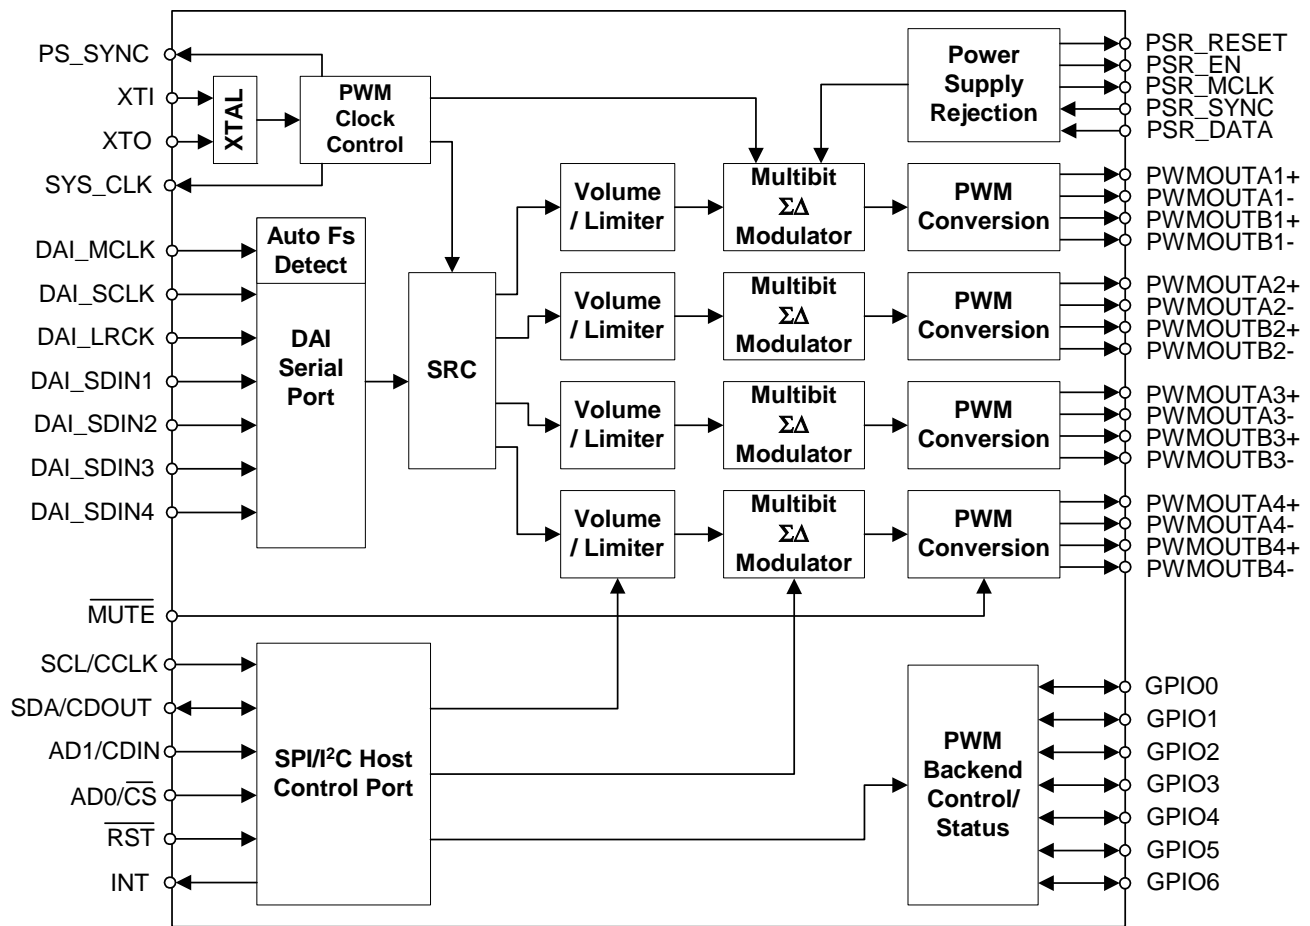 PS_SYNC
XTI
XTO
SYS_CLK
DAI_MCLK
DAI_SCLK
DAI_LRCK
DAI_SDIN1
DAI_SDIN2
DAI_SDIN3
DAI_SDIN4
MUTE
SCL/CCLK
SDA/CDOUT
AD1/CDIN
AD0/CS
RST
INT
XTAL
PWM
Clock
Control
Auto Fs
Detect
DAI
Serial
Port
SRC
SPI/I²C Host
Control Port
Volume
/ Limiter
Multibit
ΣΔ
Modulator
PWM
Conversion
Volume
/ Limiter
Multibit
ΣΔ
Modulator
PWM
Conversion
Volume
/ Limiter
Multibit
ΣΔ
Modulator
PWM
Conversion
Volume
/ Limiter
Multibit
ΣΔ
Modulator
PWM
Conversion
Power
Supply
Rejection
PWM
Backend
Control/
Status
PSR_RESET
PSR_EN
PSR_MCLK
PSR_SYNC
PSR_DATA
PWMOUTA1+
PWMOUTA1-
PWMOUTB1+
PWMOUTB1-
PWMOUTA2+
PWMOUTA2-
PWMOUTB2+
PWMOUTB2-
PWMOUTA3+
PWMOUTA3-
PWMOUTB3+
PWMOUTB3-
PWMOUTA4+
PWMOUTA4-
PWMOUTB4+
PWMOUTB4-
GPIO0
GPIO1
GPIO2
GPIO3
GPIO4
GPIO5
GPIO6